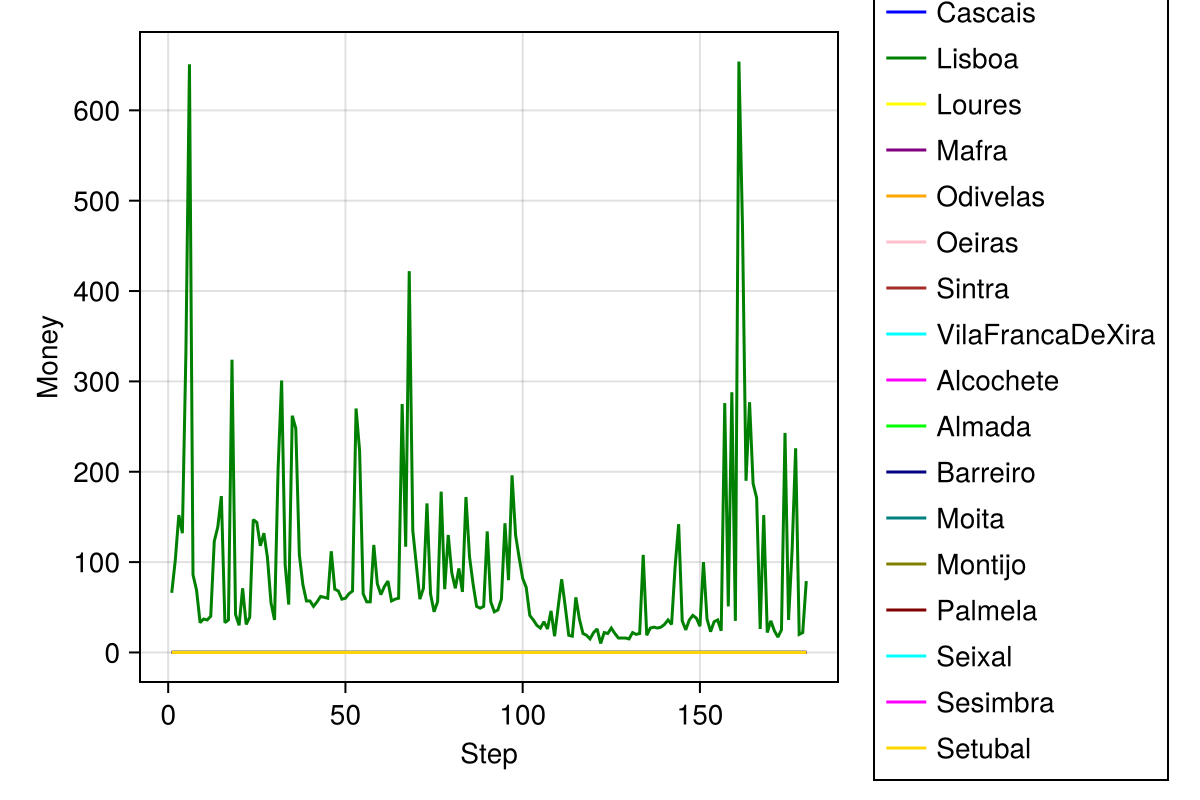 Money
600
500
400
300
200
100
0
0 50 100 150
Step
Cascais
Lisboa
Loures
Mafra
Odivelas
Oeiras
Sintra
VilaFrancaDeXira
Alcochete
Almada
Barreiro
Moita
Montijo
Palmela
Seixal
Sesimbra
Setubal